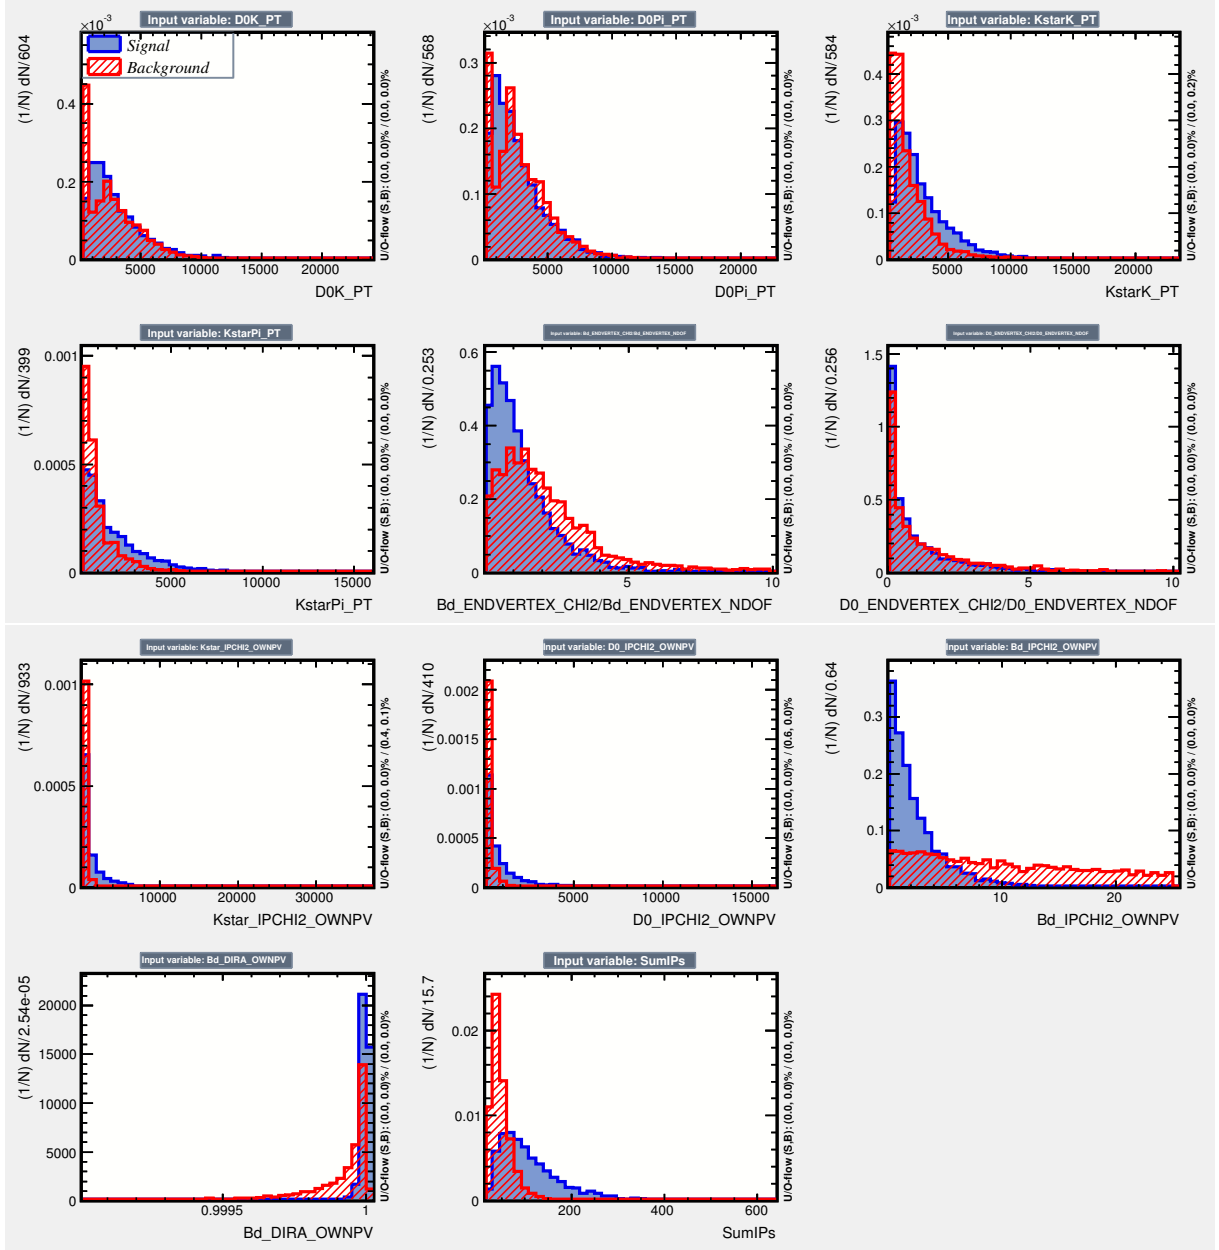 Input variable: D0K_PT
×10⁻³
(1/N) dN/604
Signal
Background
0.4
0.2
0
5000 10000 15000 20000
D0K_PT
U/O-flow (S,B): (0.0, 0.0)% / (0.0, 0.0)%
Input variable: D0Pi_PT
×10⁻³
(1/N) dN/568
0.3
0.2
0.1
0
5000 10000 15000 20000
D0Pi_PT
U/O-flow (S,B): (0.0, 0.0)% / (0.0, 0.0)%
Input variable: KstarK_PT
×10⁻³
(1/N) dN/584
0.4
0.3
0.2
0.1
0
5000 10000 15000 20000
KstarK_PT
U/O-flow (S,B): (0.0, 0.0)% / (0.0, 0.2)%
Input variable: KstarPi_PT
(1/N) dN/399
0.001
0.0005
0
5000 10000 15000
KstarPi_PT
U/O-flow (S,B): (0.0, 0.0)% / (0.0, 0.0)%
Input variable: Bd_ENDVERTEX_CHI2/Bd_ENDVERTEX_NDOF
(1/N) dN/0.253
0.6
0.4
0.2
0
5 10
Bd_ENDVERTEX_CHI2/Bd_ENDVERTEX_NDOF
U/O-flow (S,B): (0.0, 0.0)% / (0.0, 0.0)%
Input variable: D0_ENDVERTEX_CHI2/D0_ENDVERTEX_NDOF
(1/N) dN/0.256
1.5
1
0.5
0
0 5 10
D0_ENDVERTEX_CHI2/D0_ENDVERTEX_NDOF
U/O-flow (S,B): (0.0, 0.0)% / (0.0, 0.0)%
Input variable: Kstar_IPCHI2_OWNPV
(1/N) dN/933
0.001
0.0005
0
10000 20000 30000
Kstar_IPCHI2_OWNPV
U/O-flow (S,B): (0.0, 0.0)% / (0.4, 0.1)%
Input variable: D0_IPCHI2_OWNPV
(1/N) dN/410
0.002
0.0015
0.001
0.0005
0
5000 10000 15000
D0_IPCHI2_OWNPV
U/O-flow (S,B): (0.0, 0.0)% / (0.6, 0.0)%
Input variable: Bd_IPCHI2_OWNPV
(1/N) dN/0.64
0.3
0.2
0.1
0
10 20
Bd_IPCHI2_OWNPV
U/O-flow (S,B): (0.0, 0.0)% / (0.0, 0.0)%
Input variable: Bd_DIRA_OWNPV
(1/N) dN/2.54e-05
20000
15000
10000
5000
0
0.9995 1
Bd_DIRA_OWNPV
U/O-flow (S,B): (0.0, 0.0)% / (0.0, 0.0)%
Input variable: SumIPs
(1/N) dN/15.7
0.02
0.01
0
200 400 600
SumIPs
U/O-flow (S,B): (0.0, 0.0)% / (0.0, 0.0)%